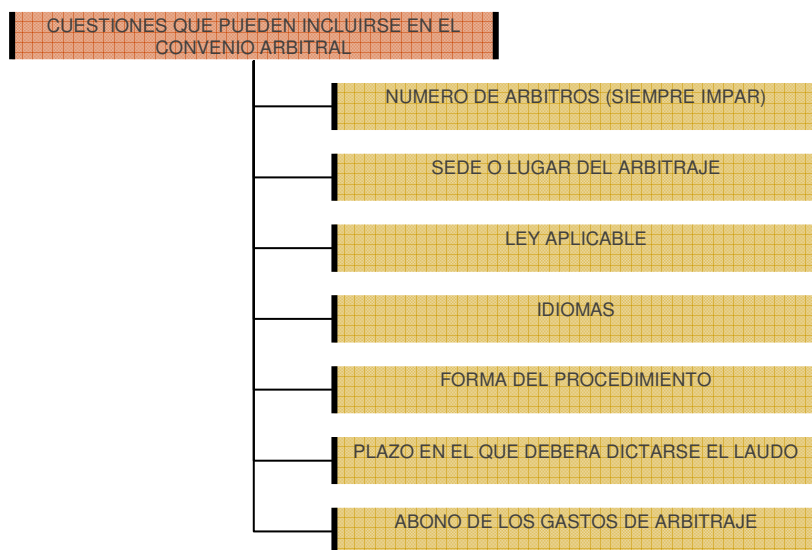 CUESTIONES QUE PUEDEN INCLUIRSE EN EL
CONVENIO ARBITRAL
NUMERO DE ARBITROS (SIEMPRE IMPAR)
SEDE O LUGAR DEL ARBITRAJE
LEY APLICABLE
IDIOMAS
FORMA DEL PROCEDIMIENTO
PLAZO EN EL QUE DEBERA DICTARSE EL LAUDO
ABONO DE LOS GASTOS DE ARBITRAJE